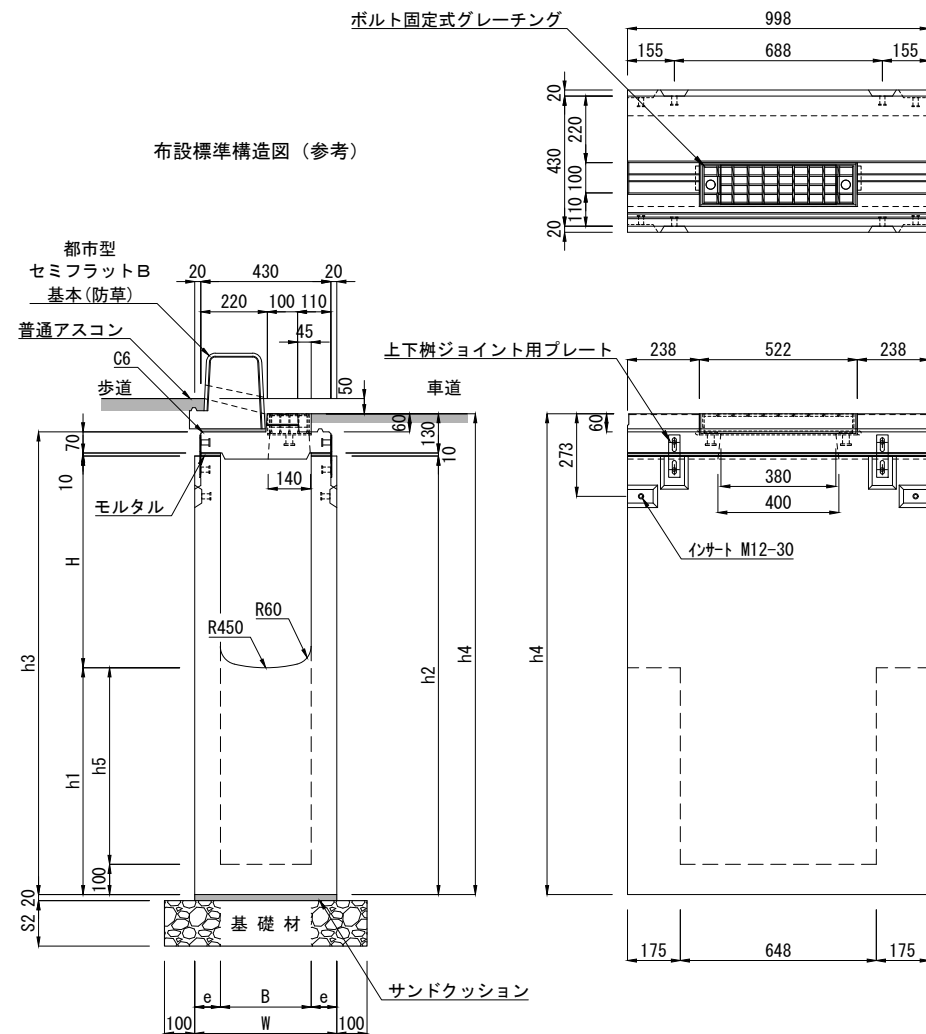 ボルト固定式グレーチング
998
155
688
155
20
220
430
100
110
20
布設標準構造図（参考）
都市型
セミフラットB
基本(防草)
普通アスコン
C6
歩道
車道
20
430
20
220
100
110
45
50
60
130
10
70
10
140
モルタル
H
R60
R450
h3
h2
h4
h1
h5
100
20
S2
基礎材
サンドクッション
e
B
e
100
W
100
上下桝ジョイント用プレート
238
522
238
60
273
380
400
インサート M12-30
h4
175
648
175